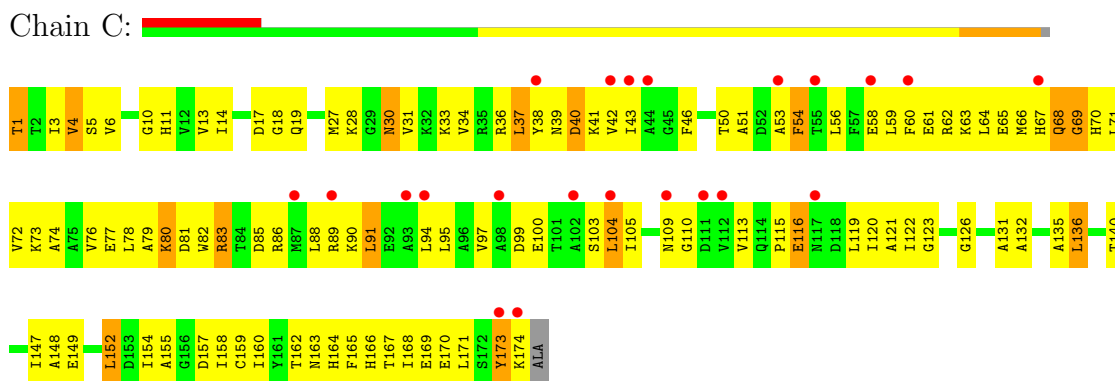 Chain C:
T1 T2 I3 V4 S5 V6 G10 H11 V12 V13 I14 D17 G18 Q19 M27 K28 G29 N30 V31 K32 K33 V34 R35 R36 L37 Y38 N39 D40 K41 V42 I43 A44 G45 F46 T50 A51 D52 A53 F54 T55 L56 F57 E58 L59 F60 E61 R62 K63 L64 E65 M66 H67 Q68 G69 H70 L71
V72 K73 A74 A75 V76 E77 L78 A79 K80 D81 W82 R83 T84 D85 R86 M87 L88 R89 K90 L91 E92 A93 L94 L95 A96 V97 A98 D99 E100 T101 A102 S103 L104 I105 N109 G110 D111 V112 V113 Q114 P115 E116 N117 D118 L119 I120 A121 I122 G123 G126 A131 A132 A135 L136 T140
I147 A148 E149 L152 D153 I154 A155 G156 D157 I158 C159 I160 Y161 T162 N163 H164 F165 H166 T167 I168 E169 E170 L171 S172 Y173 K174 ALA